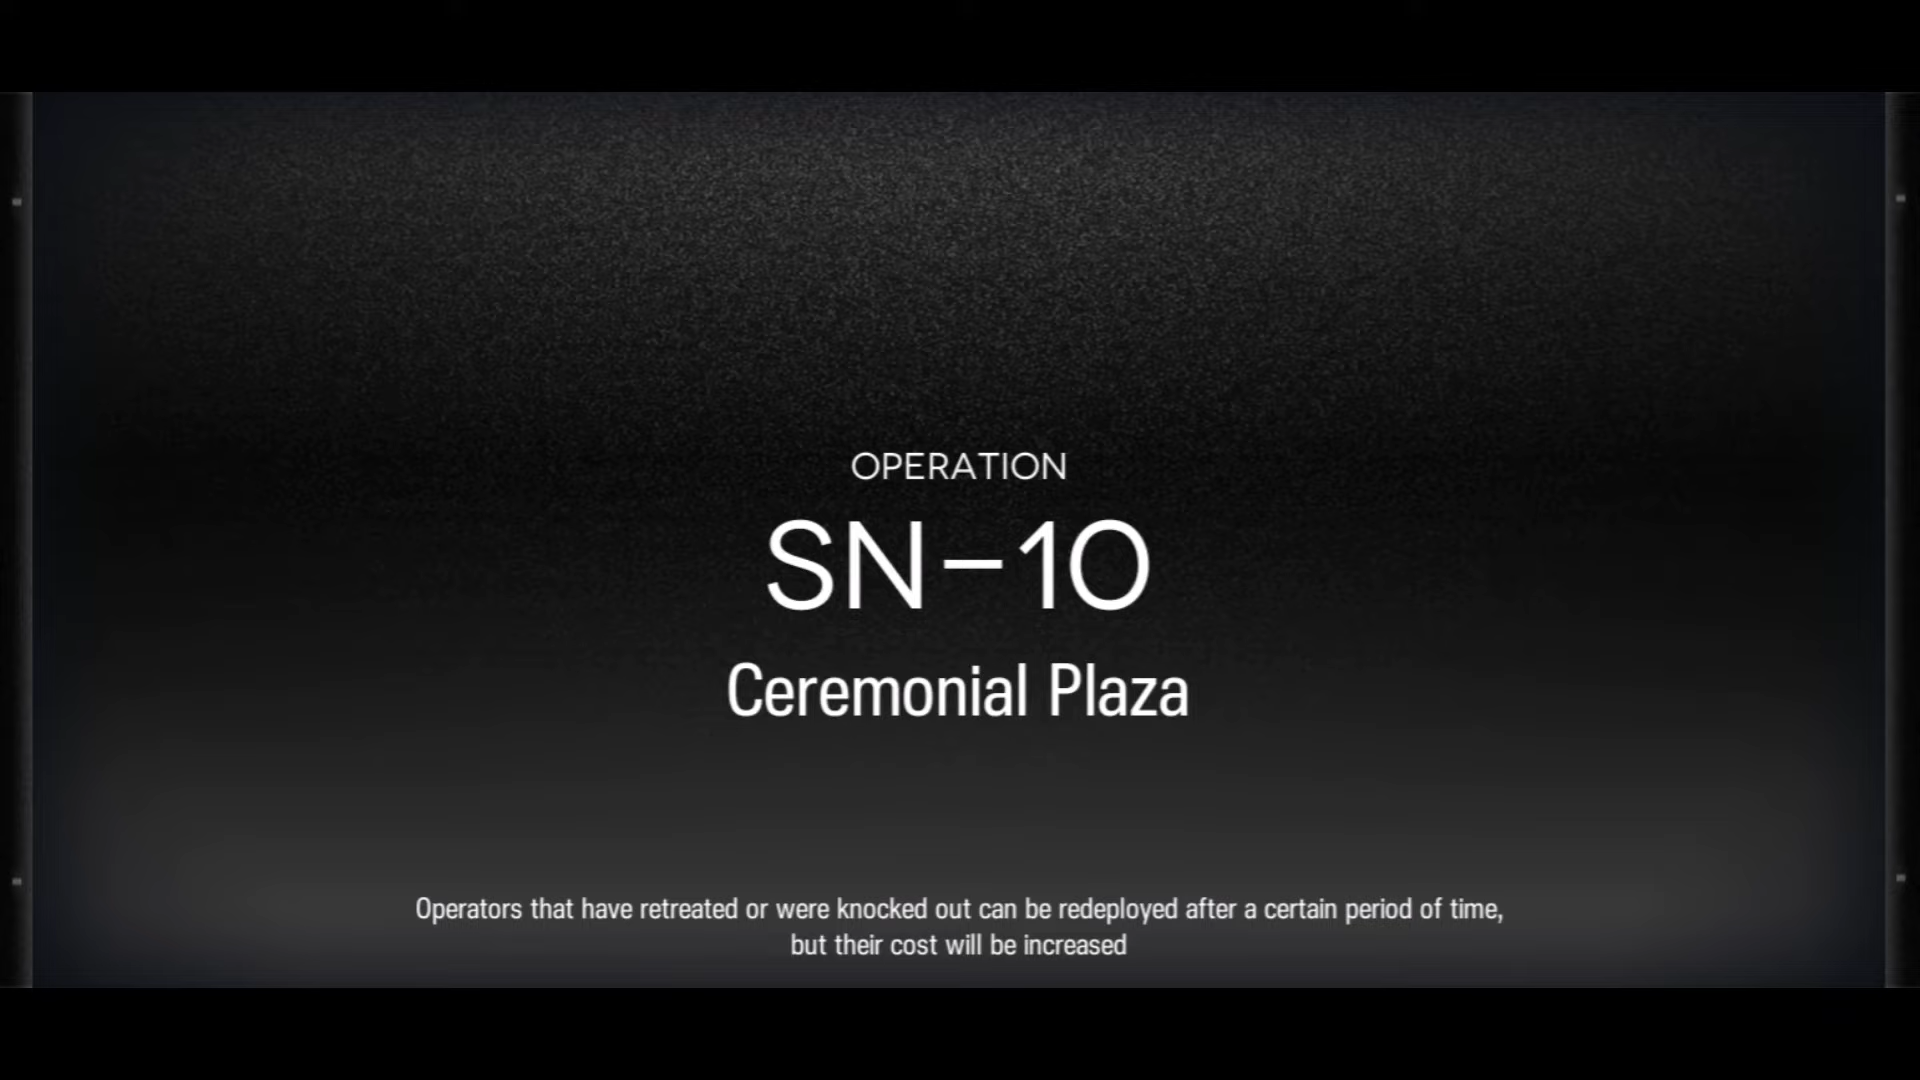 OPERATION
SN-10
Ceremonial Plaza
Operators that have retreated or were knocked out can be redeployed after a certain period of time,
but their cost will be increased